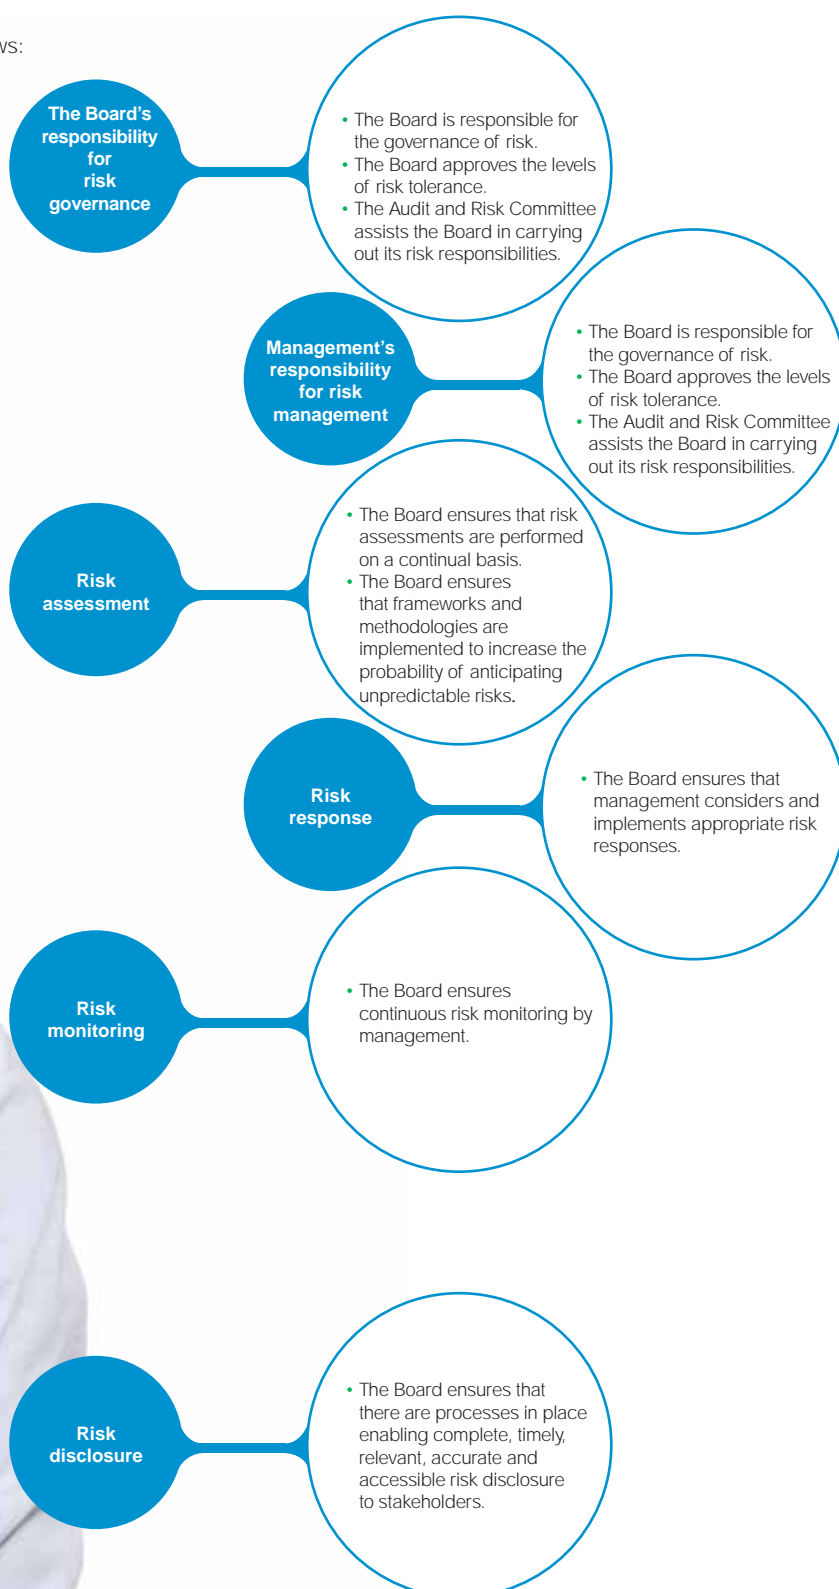 ws:
The Board's
responsibility
for
risk
governance
• The Board is responsible for
the governance of risk.
• The Board approves the levels
of risk tolerance.
• The Audit and Risk Committee
assists the Board in carrying
out its risk responsibilities.
Management's
responsibility
for risk
management
• The Board is responsible for
the governance of risk.
• The Board approves the levels
of risk tolerance.
• The Audit and Risk Committee
assists the Board in carrying
out its risk responsibilities.
Risk
assessment
• The Board ensures that risk
assessments are performed
on a continual basis.
• The Board ensures
that frameworks and
methodologies are
implemented to increase the
probability of anticipating
unpredictable risks.
Risk
response
• The Board ensures that
management considers and
implements appropriate risk
responses.
Risk
monitoring
• The Board ensures
continuous risk monitoring by
management.
Risk
disclosure
• The Board ensures that
there are processes in place
enabling complete, timely,
relevant, accurate and
accessible risk disclosure
to stakeholders.